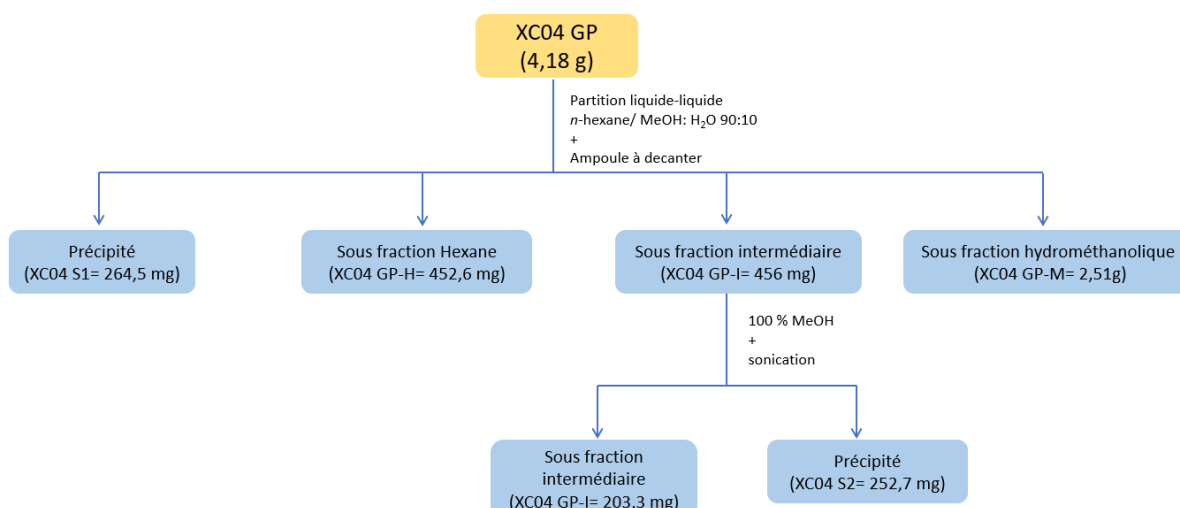 XC04 GP
(4,18 g)
Partition liquide-liquide
n-hexane/ MeOH: H₂O 90:10
+
Ampoule à decanter
Précipité
(XC04 S1= 264,5 mg)
Sous fraction Hexane
(XC04 GP-H= 452,6 mg)
Sous fraction intermédiaire
(XC04 GP-I= 456 mg)
Sous fraction hydrométhanolique
(XC04 GP-M= 2,51g)
100 % MeOH
+
sonication
Sous fraction
intermédiaire
(XC04 GP-I= 203,3 mg)
Précipité
(XC04 S2= 252,7 mg)